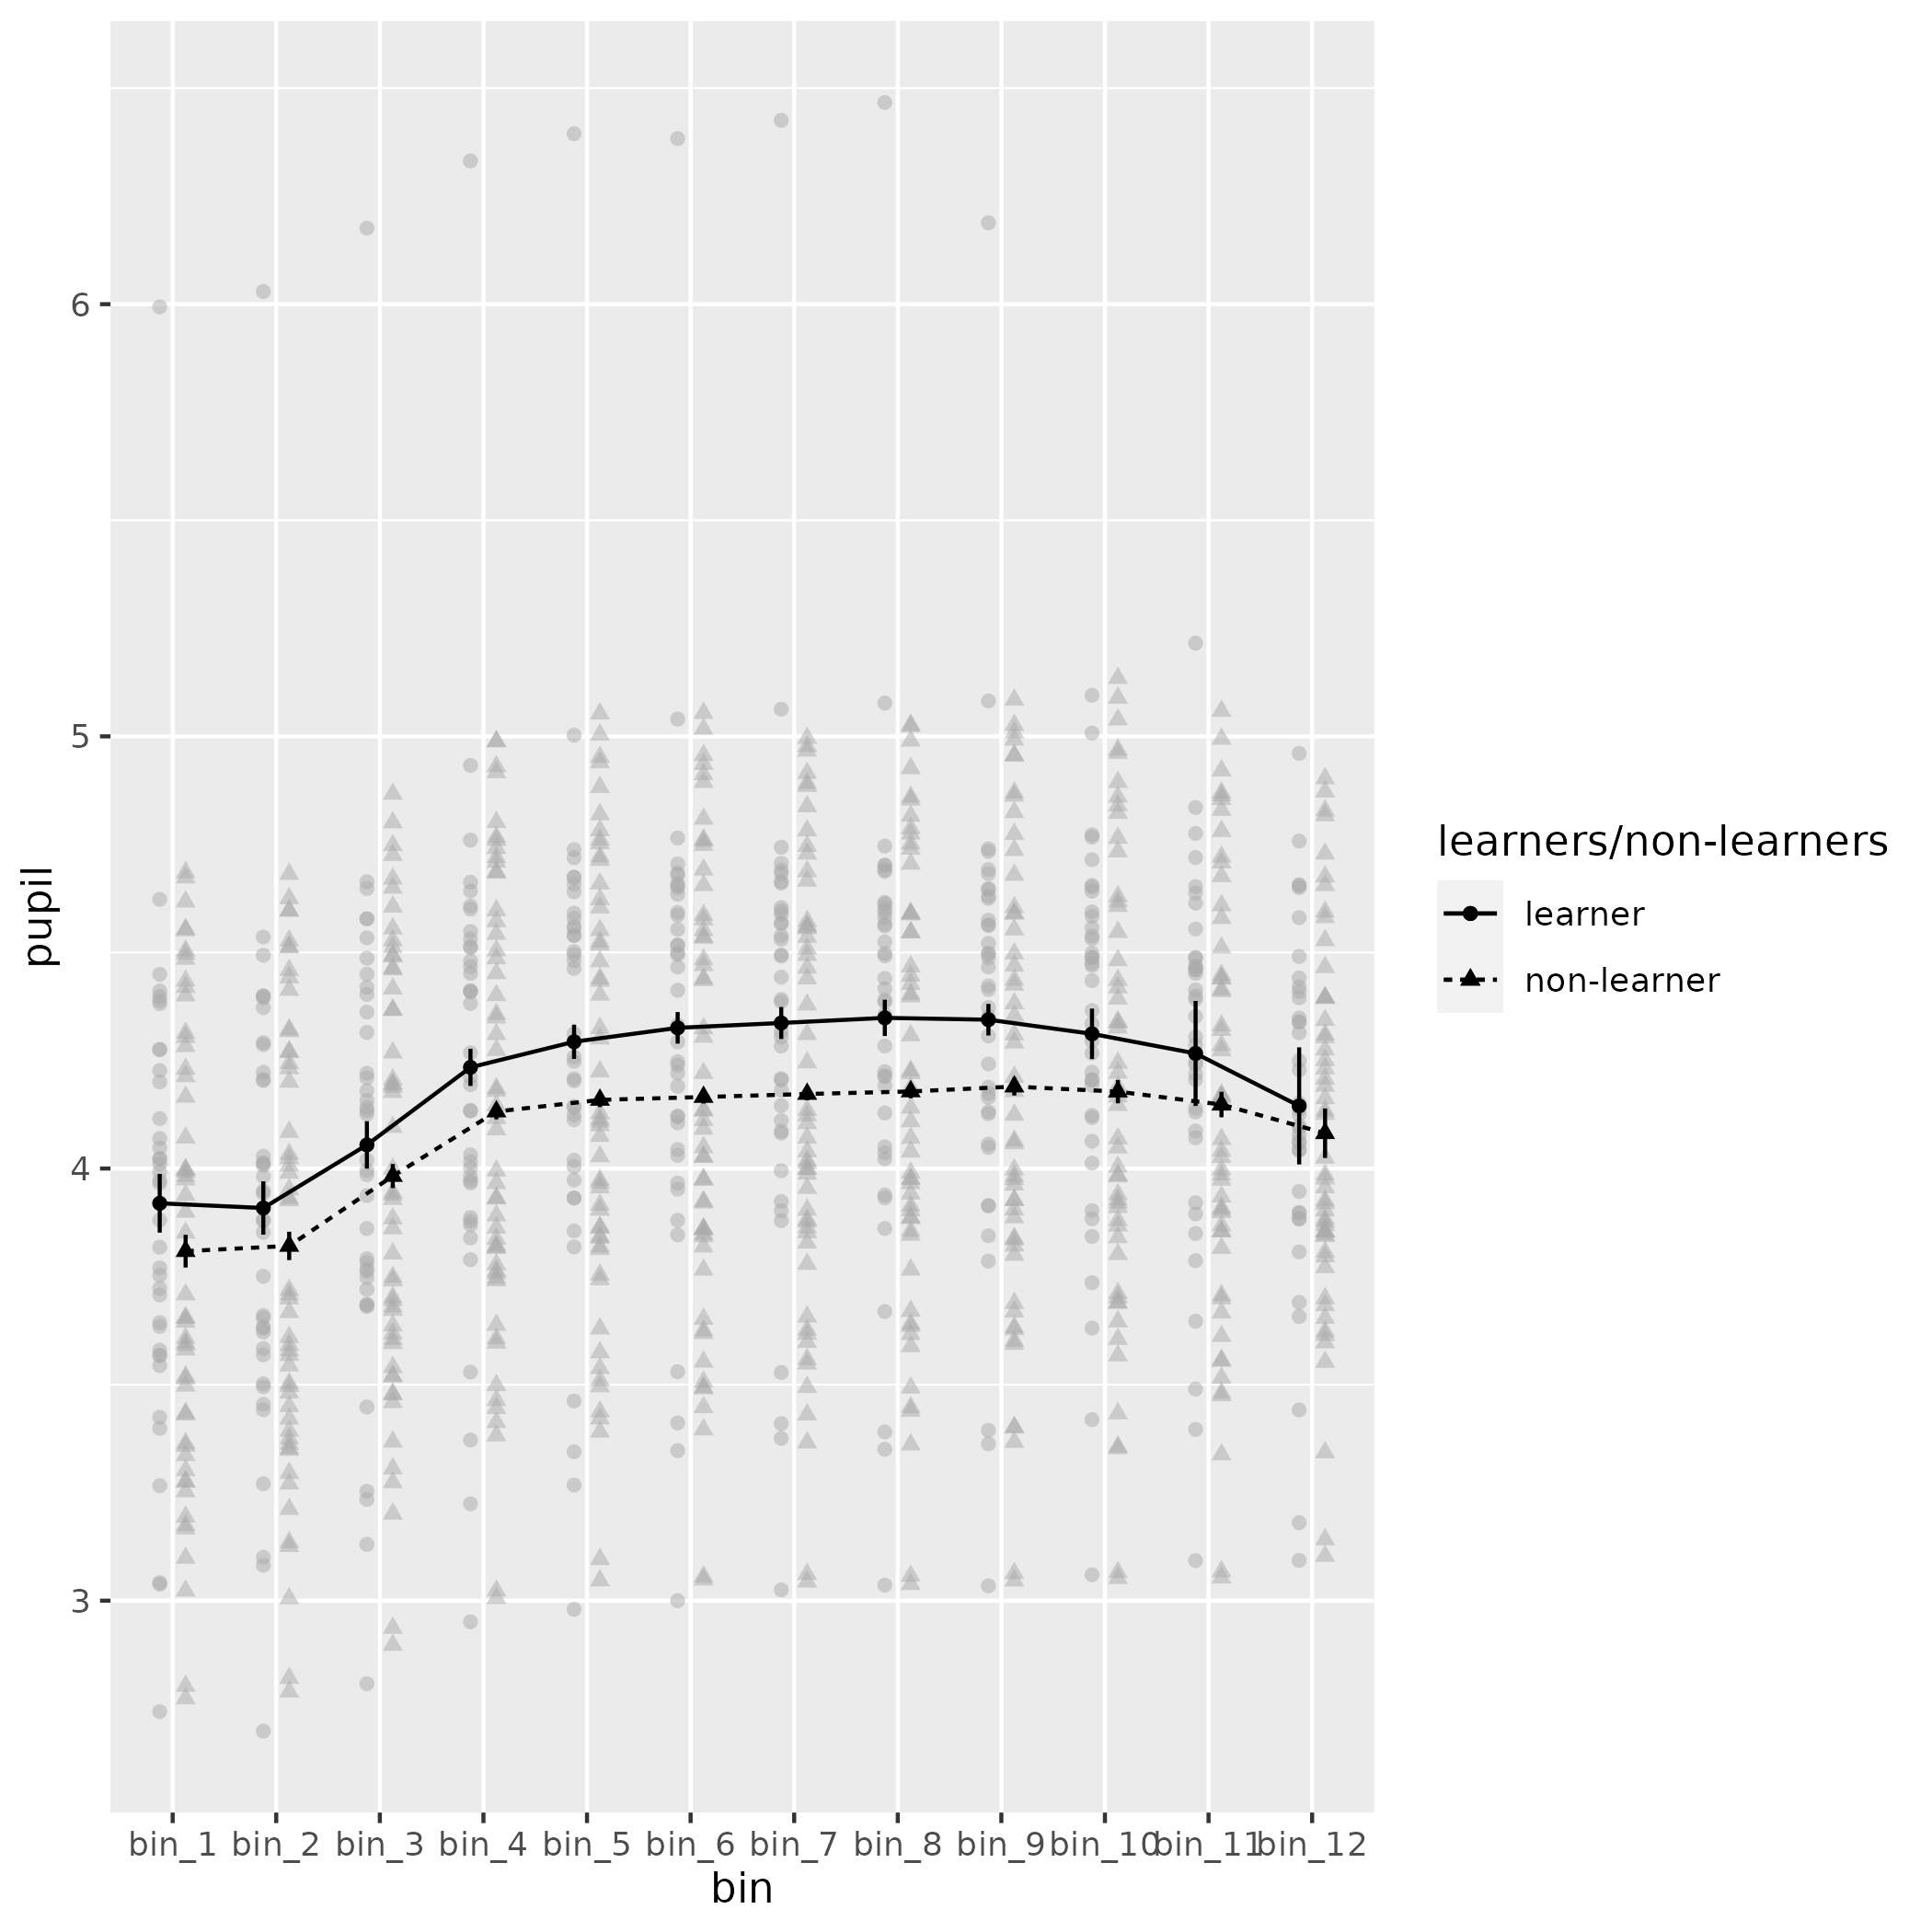 6
5
4
3
pupil
bin_1 bin_2 bin_3 bin_4 bin_5 bin_6 bin_7 bin_8 bin_9 bin_10 bin_11 bin_12
bin
learners/non-learners
learner
non-learner